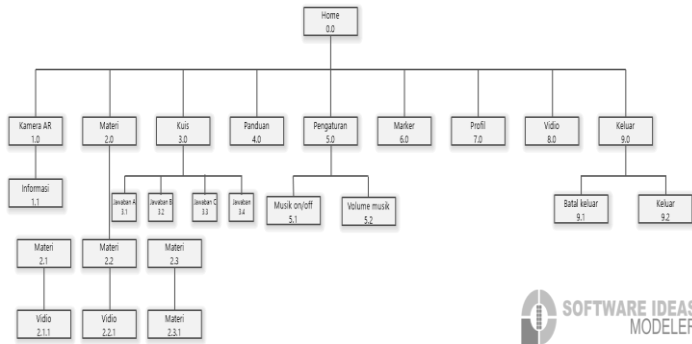 Home
0.0
Kamera AR
1.0
Materi
2.0
Kuis
3.0
Panduan
4.0
Pengaturan
5.0
Marker
6.0
Profil
7.0
Vidio
8.0
Keluar
9.0
Informasi
1.1
Jawaban A
3.1
Jawaban B
3.2
Jawaban C
3.3
Jawaban
3.4
Musik on/off
5.1
Volume musik
5.2
Batal keluar
9.1
Keluar
9.2
Materi
2.1
Materi
2.2
Materi
2.3
Vidio
2.1.1
Vidio
2.2.1
Materi
2.3.1
SOFTWARE IDEAS
MODELER